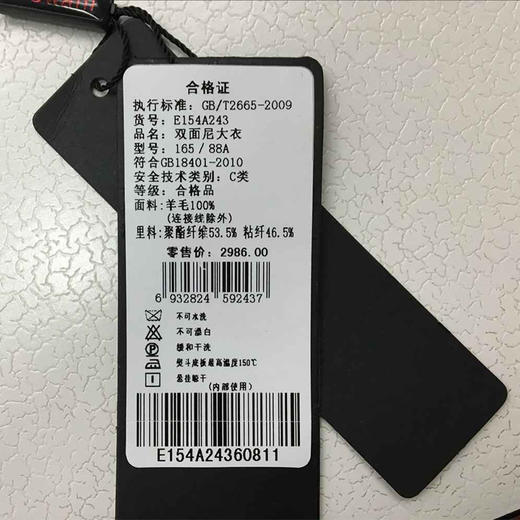 合格证
执行标准: GB/T2665-2009
货号: E154A243
品名: 双面尼大衣
型号: 165/88A
符合GB18401-2010
安全技术类别: C类
等级: 合格品
面料: 羊毛100%
(连接线除外)
里料: 聚酯纤维53.5% 粘纤46.5%
零售价: 2986.00
6 932824 592437
不可水洗
不可漂白
P 缓和干洗
熨斗底板最高温度150℃
悬挂晾干
(内部使用)
E154A24360811